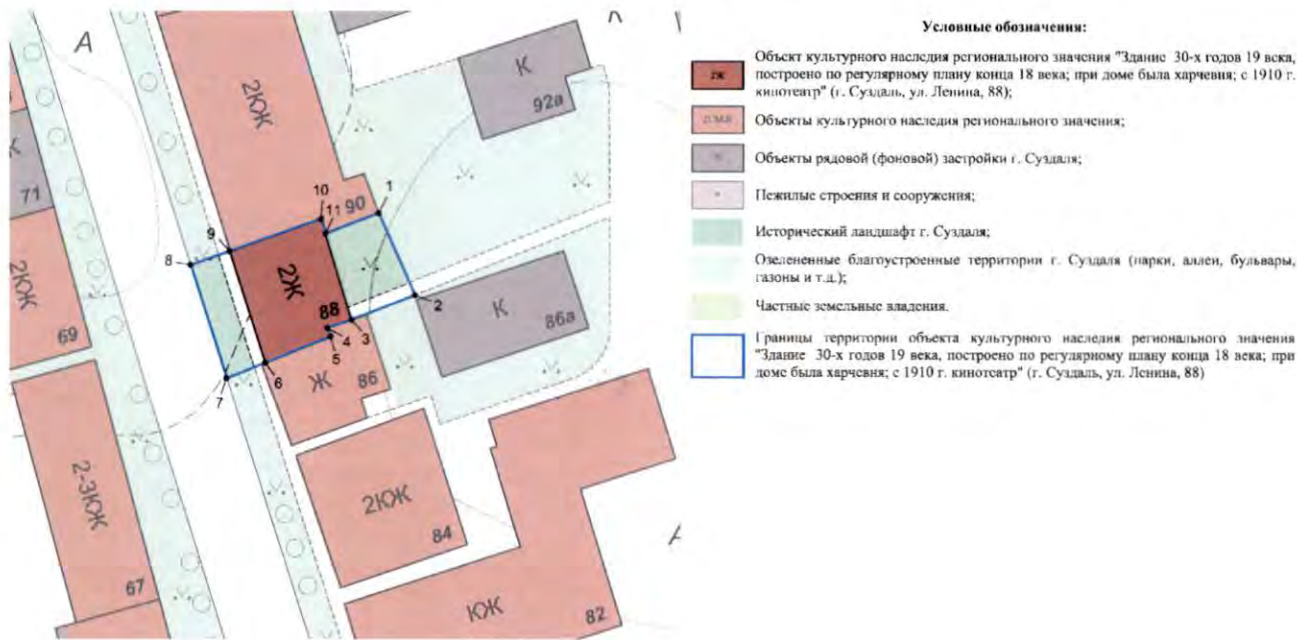 А
К
К
92а
2КЖ
К
71
90
1
10
11
9
8
2КЖ
2Ж
88
69
2
3
4
5
6
7
К
86а
Ж
86
2-3КЖ
67
2КЖ
84
КЖ
82
Условные обозначения:
2Ж
Объект культурного наследия регионального значения "Здание 30-х годов 19 века,
построено по регулярному плану конца 18 века; при доме была харчевня; с 1910 г.
кинотеатр" (г. Суздаль, ул. Ленина, 88);
Объекты культурного наследия регионального значения;
К
Объекты рядовой (фоновой) застройки г. Суздаля;
Нежилые строения и сооружения;
Исторический ландшафт г. Суздаля;
Озелененные благоустроенные территории г. Суздаля (парки, аллеи, бульвары,
газоны и т.д.);
Частные земельные владения.
Границы территории объекта культурного наследия регионального значения
"Здание 30-х годов 19 века, построено по регулярному плану конца 18 века; при
доме была харчевня; с 1910 г. кинотеатр" (г. Суздаль, ул. Ленина, 88)